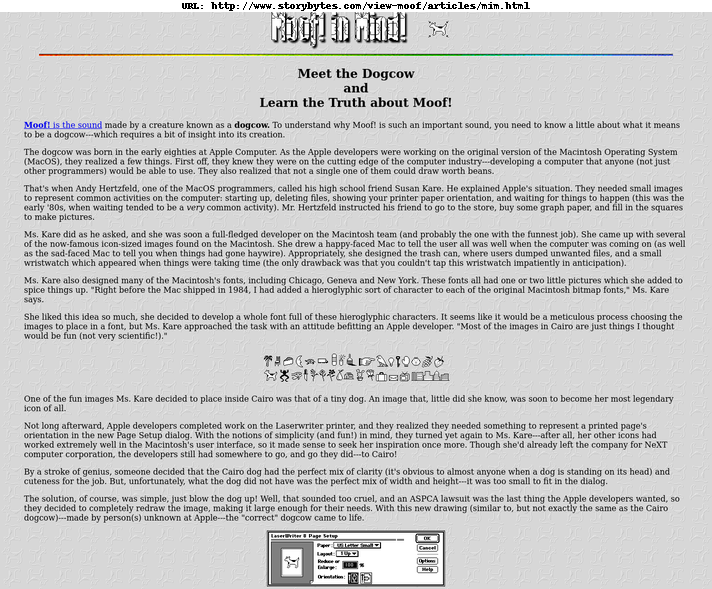 URL: http://www.storybytes.com/view-moof/articles/mim.html
Moof! in Mind!
Meet the Dogcow
and
Learn the Truth about Moof!
Moof! is the sound made by a creature known as a dogcow. To understand why Moof! is such an important sound, you need to know a little about what it means
to be a dogcow---which requires a bit of insight into its creation.
The dogcow was born in the early eighties at Apple Computer. As the Apple developers were working on the original version of the Macintosh Operating System
(MacOS), they realized a few things. First off, they knew they were on the cutting edge of the computer industry---developing a computer that anyone (not just
other programmers) would be able to use. They also realized that not a single one of them could draw worth beans.
That's when Andy Hertzfeld, one of the MacOS programmers, called his high school friend Susan Kare. He explained Apple's situation. They needed small images
to represent common activities on the computer: starting up, deleting files, showing your printer paper orientation, and waiting for things to happen (this was the
early '80s, when waiting tended to be a very common activity). Mr. Hertzfeld instructed his friend to go to the store, buy some graph paper, and fill in the squares
to make pictures.
Ms. Kare did as he asked, and she was soon a full-fledged developer on the Macintosh team (and probably the one with the funnest job). She came up with several
of the now-famous icon-sized images found on the Macintosh. She drew a happy-faced Mac to tell the user all was well when the computer was coming on (as well
as the sad-faced Mac to tell you when things had gone haywire). Appropriately, she designed the trash can, where users dumped unwanted files, and a small
wristwatch which appeared when things were taking time (the only drawback was that you couldn't tap this wristwatch impatiently in anticipation).
Ms. Kare also designed many of the Macintosh's fonts, including Chicago, Geneva and New York. These fonts all had one or two little pictures which she added to
spice things up. "Right before the Mac shipped in 1984, I had added a hieroglyphic sort of character to each of the original Macintosh bitmap fonts," Ms. Kare
says.
She liked this idea so much, she decided to develop a whole font full of these hieroglyphic characters. It seems like it would be a meticulous process choosing the
images to place in a font, but Ms. Kare approached the task with an attitude befitting an Apple developer. "Most of the images in Cairo are just things I thought
would be fun (not very scientific!)."
One of the fun images Ms. Kare decided to place inside Cairo was that of a tiny dog. An image that, little did she know, was soon to become her most legendary
icon of all.
Not long afterward, Apple developers completed work on the Laserwriter printer, and they realized they needed something to represent a printed page's
orientation in the new Page Setup dialog. With the notions of simplicity (and fun!) in mind, they turned yet again to Ms. Kare---after all, her other icons had
worked extremely well in the Macintosh's user interface, so it made sense to seek her inspiration once more. Though she'd already left the company for NeXT
computer corporation, the developers still had somewhere to go, and go they did---to Cairo!
By a stroke of genius, someone decided that the Cairo dog had the perfect mix of clarity (it's obvious to almost anyone when a dog is standing on its head) and
cuteness for the job. But, unfortunately, what the dog did not have was the perfect mix of width and height---it was too small to fit in the dialog.
The solution, of course, was simple, just blow the dog up! Well, that sounded too cruel, and an ASPCA lawsuit was the last thing the Apple developers wanted, so
they decided to completely redraw the image, making it large enough for their needs. With this new drawing (similar to, but not exactly the same as the Cairo
dogcow)---made by person(s) unknown at Apple---the "correct" dogcow came to life.
LaserWriter 8 Page Setup
OK
Paper: US Letter Small
Cancel
Layout: 1 Up
Reduce or
Enlarge: 100 %
Options
Help
Orientation: